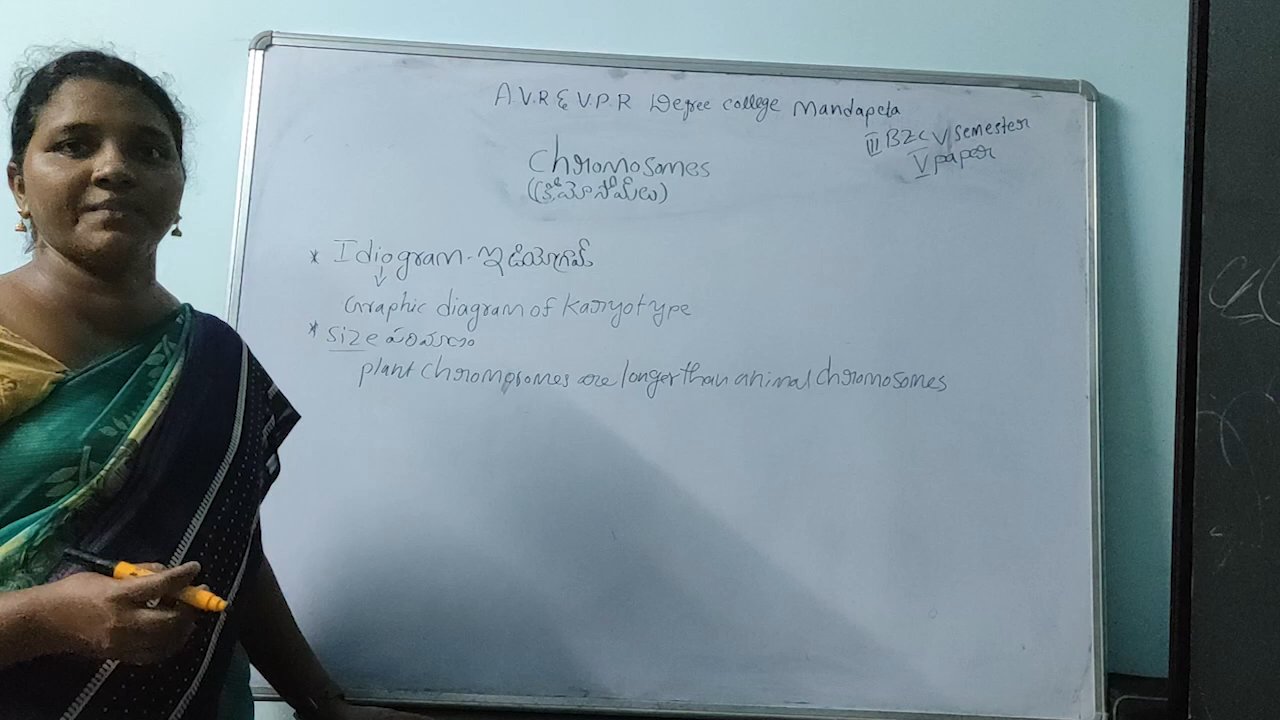 A.V.R & V.P.R Degree college Mandapeta
III BZC V semester
V paper
Chromosomes
(క్రోమోసోమ్‌లు)
* Idiogram - ఇడియోగ్రామ్
Graphic diagram of Karyotype
* Size పరిమాణం
plant Chromosomes are longer than animal Chromosomes